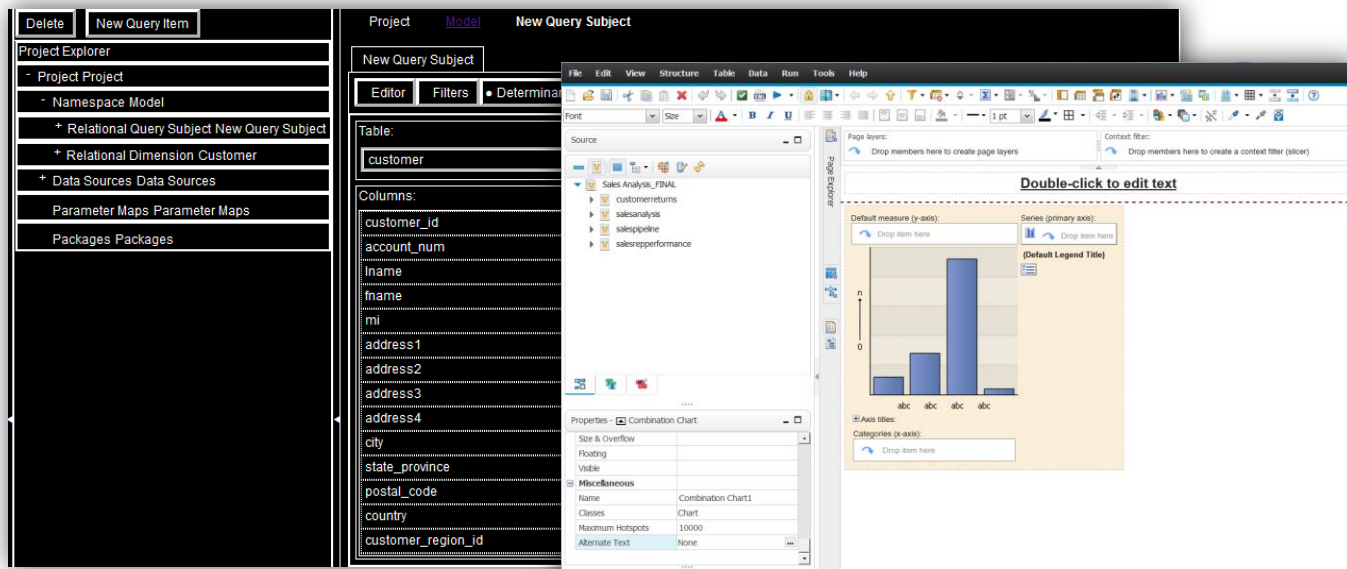 Delete New Query Item
Project Explorer
- Project Project
- Namespace Model
+ Relational Query Subject New Query Subject
+ Relational Dimension Customer
+ Data Sources Data Sources
Parameter Maps Parameter Maps
Packages Packages
Project Model New Query Subject
New Query Subject
Editor Filters • Determinan
Table:
customer
Columns:
customer_id
account_num
lname
fname
mi
address1
address2
address3
address4
city
state_province
postal_code
country
customer_region_id
File Edit View Structure Table Data Run Tools Help
Font Size A B I U 1 pt
Source
Sales Analysis_FINAL
customerreturns
salesanalysis
salespipeline
salesrepperformance
Properties - Combination Chart
Size & Overflow
Floating
Visible
Miscellaneous
Name Combination Chart1
Classes Chart
Maximum Hotspots 10000
Alternate Text None
Page Explorer
Page layers:
Drop members here to create page layers
Context filter:
Drop members here to create a context filter (slicer)
Double-click to edit text
Default measure (y-axis):
Drop item here
Series (primary axis):
Drop item here
(Default Legend Title)
n
0
abc abc abc abc
Axis titles:
Categories (x-axis):
Drop item here